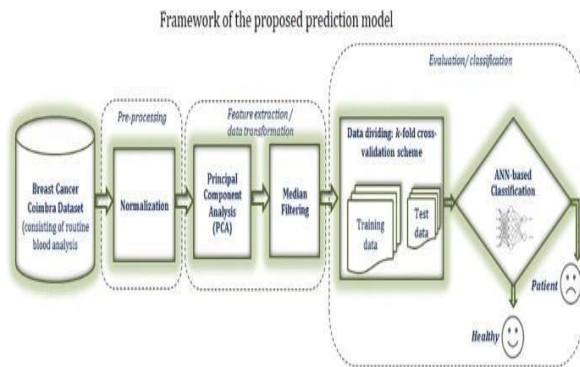 Framework of the proposed prediction model
Evaluation/ classification
Pre-processing
Feature extraction /
data transformation
Breast Cancer
Coimbra Dataset
(consisting of routine
blood analysis
Normalization
Principal
Component
Analysis
(PCA)
Median
Filtering
Data dividing: k-fold cross-
validation scheme
Training
data
Test
data
ANN-based
Classification
Patient
Healthy